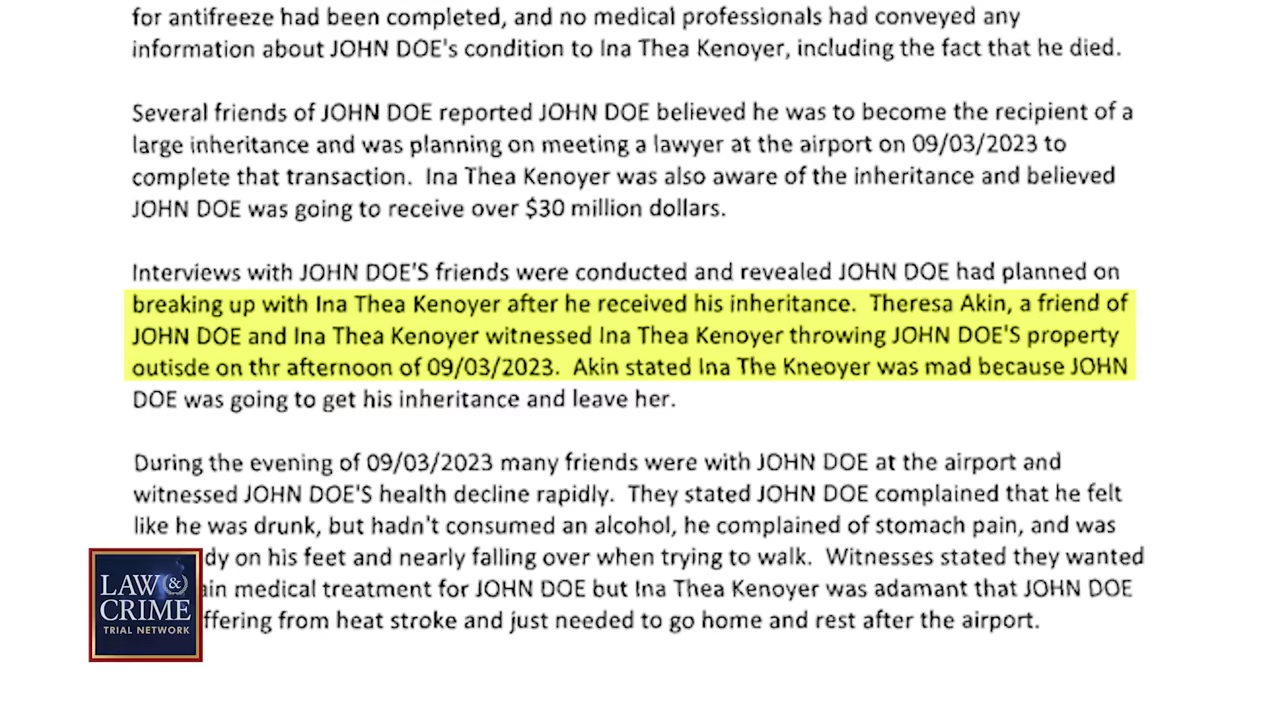 for antifreeze had been completed, and no medical professionals had conveyed any
information about JOHN DOE's condition to Ina Thea Kenoyer, including the fact that he died.
Several friends of JOHN DOE reported JOHN DOE believed he was to become the recipient of a
large inheritance and was planning on meeting a lawyer at the airport on 09/03/2023 to
complete that transaction. Ina Thea Kenoyer was also aware of the inheritance and believed
JOHN DOE was going to receive over $30 million dollars.
Interviews with JOHN DOE'S friends were conducted and revealed JOHN DOE had planned on
breaking up with Ina Thea Kenoyer after he received his inheritance. Theresa Akin, a friend of
JOHN DOE and Ina Thea Kenoyer witnessed Ina Thea Kenoyer throwing JOHN DOE'S property
outisde on thr afternoon of 09/03/2023. Akin stated Ina The Kneoyer was mad because JOHN
DOE was going to get his inheritance and leave her.
During the evening of 09/03/2023 many friends were with JOHN DOE at the airport and
witnessed JOHN DOE'S health decline rapidly. They stated JOHN DOE complained that he felt
like he was drunk, but hadn't consumed an alcohol, he complained of stomach pain, and was
dy on his feet and nearly falling over when trying to walk. Witnesses stated they wanted
ain medical treatment for JOHN DOE but Ina Thea Kenoyer was adamant that JOHN DOE
ffering from heat stroke and just needed to go home and rest after the airport.
LAW &
CRIME
TRIAL NETWORK